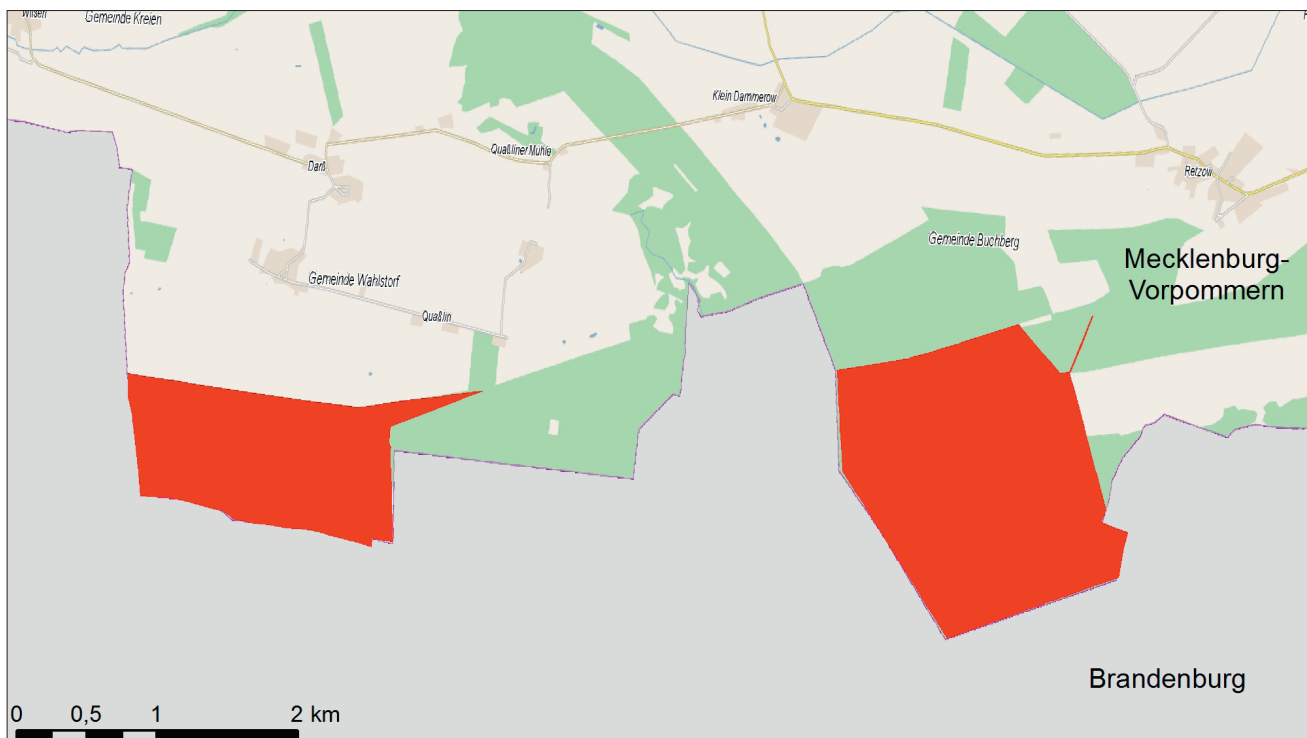 Gemeinde Kreien
Klein Dammerow
Quaßliner Mühle
Darß
Retzow
Gemeinde Buchberg
Mecklenburg-
Vorpommern
Gemeinde Wahlstorf
Quaßlin
Brandenburg
0 0,5 1 2 km